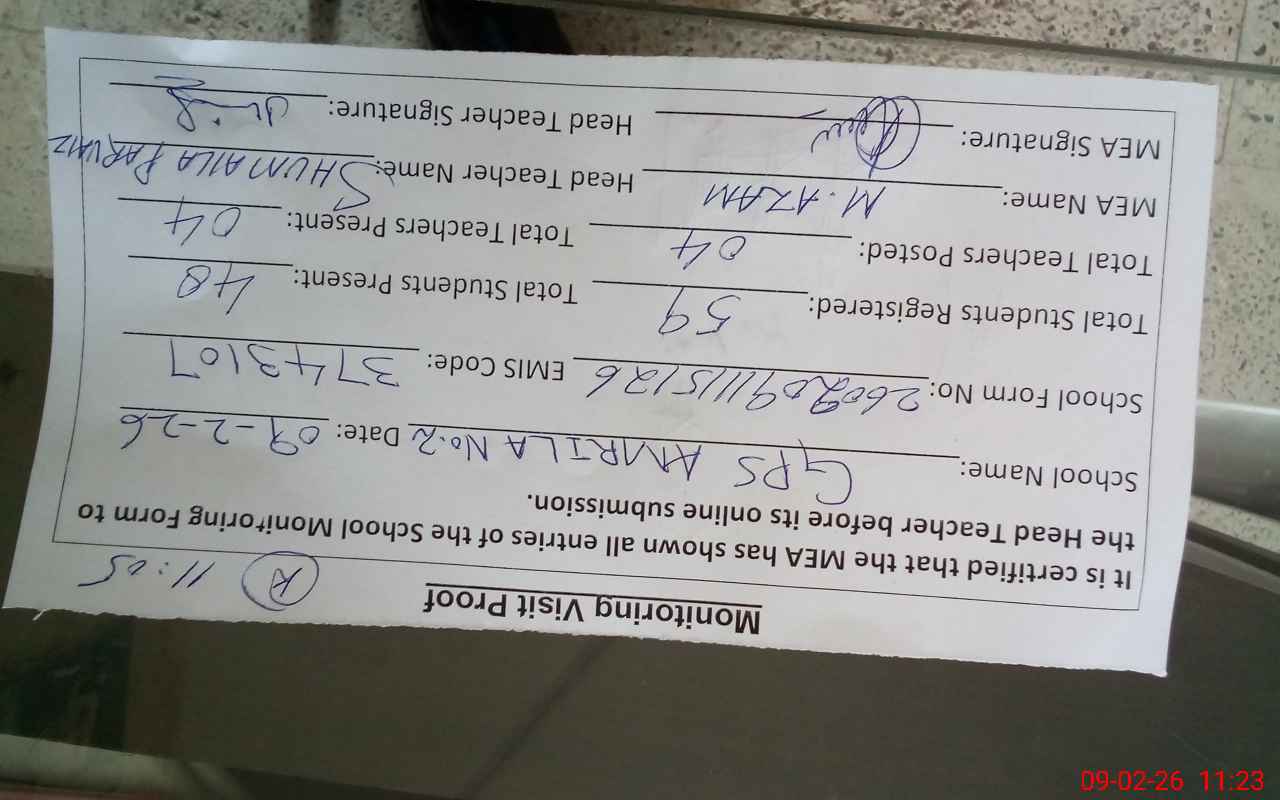 Monitoring Visit Proof
R 11:05
It is certified that the MEA has shown all entries of the School Monitoring Form to
the Head Teacher before its online submission.
School Name: GPS AMRILA No.2 Date: 09-2-26
School Form No: EMIS Code: 3743107
Total Students Registered: 59 Total Students Present: 48
Total Teachers Posted: 04 Total Teachers Present: 04
MEA Name: M. AZAM Head Teacher Name: SHUMAILA PARVAIZ
MEA Signature: Head Teacher Signature:
09-02-26 11:23